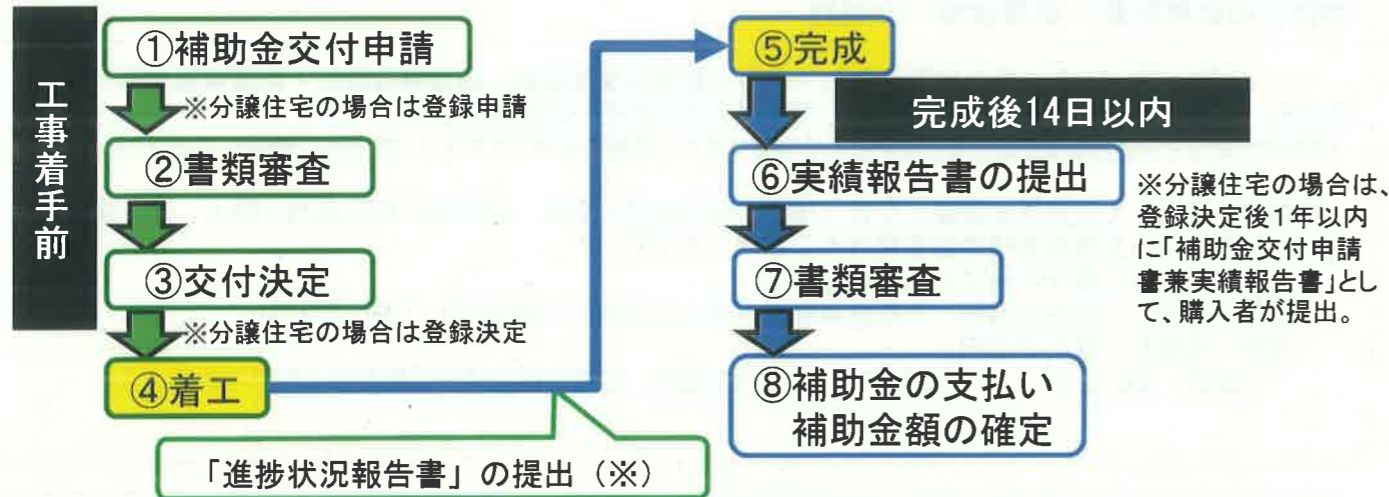 工事着手前
①補助金交付申請
※分譲住宅の場合は登録申請
②書類審査
③交付決定
※分譲住宅の場合は登録決定
④着工
「進捗状況報告書」の提出（※）
⑤完成
完成後14日以内
⑥実績報告書の提出
※分譲住宅の場合は、
登録決定後1年以内
に「補助金交付申請
書兼実績報告書」とし
て、購入者が提出。
⑦書類審査
⑧補助金の支払い
補助金額の確定